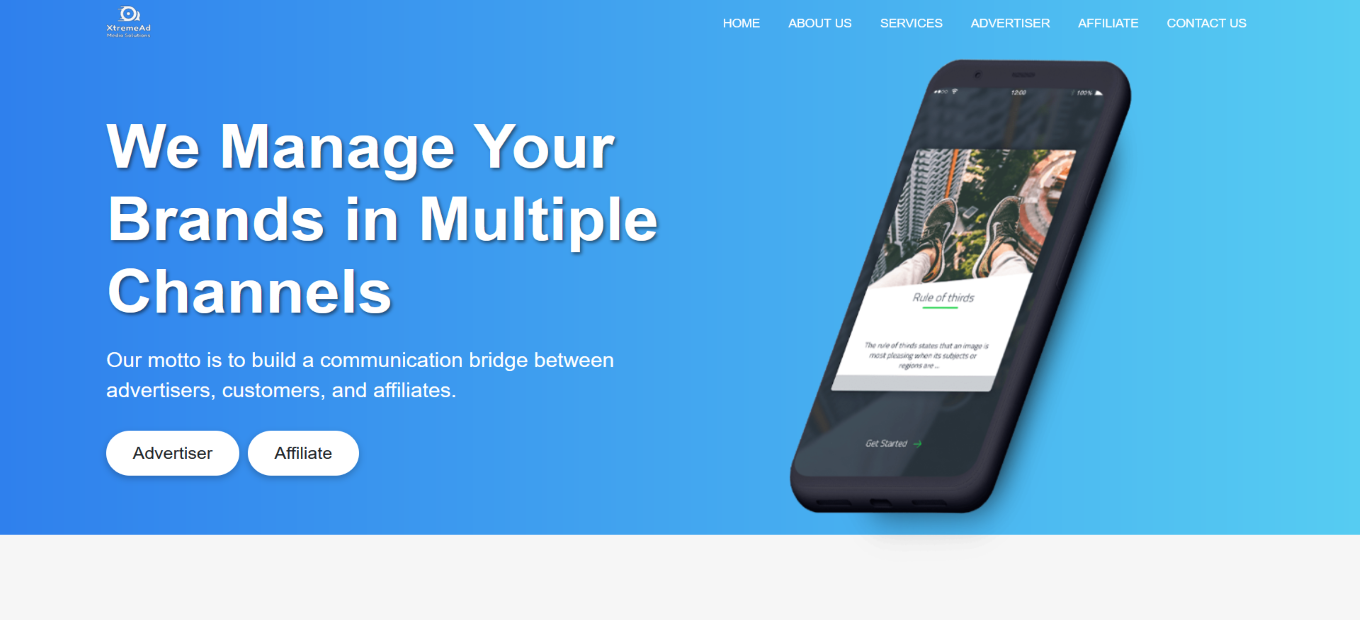 XtremeAd
Media Solutions
HOME
ABOUT US
SERVICES
ADVERTISER
AFFILIATE
CONTACT US
We Manage Your
Brands in Multiple
Channels
Our motto is to build a communication bridge between
advertisers, customers, and affiliates.
Advertiser
Affiliate
12:00
100%
Rule of thirds
The rule of thirds states that an image is
most pleasing when its subjects or
regions are ...
Get Started